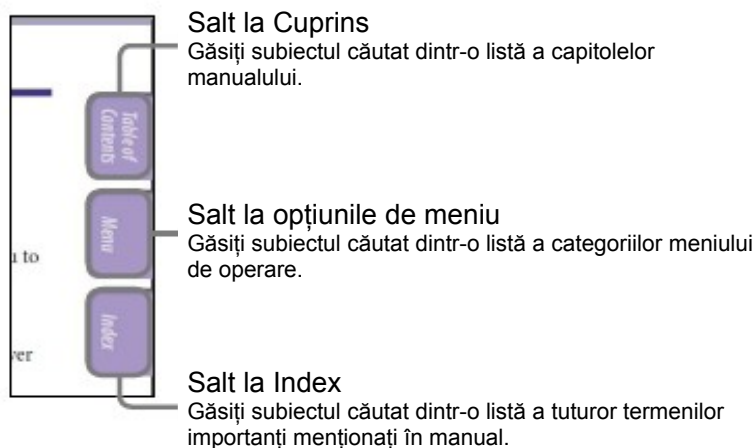 Salt la Cuprins
Găsiți subiectul căutat dintr-o listă a capitolelor
manualului.
Table of
Contents
Salt la opțiunile de meniu
Găsiți subiectul căutat dintr-o listă a categoriilor meniului
de operare.
Menu
u to
Index
ver
Salt la Index
Găsiți subiectul căutat dintr-o listă a tuturor termenilor
importanți menționați în manual.